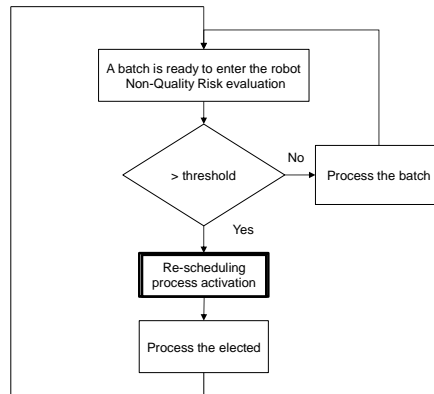 A batch is ready to enter the robot
Non-Quality Risk evaluation
> threshold
No
Process the batch
Yes
Re-scheduling
process activation
Process the elected